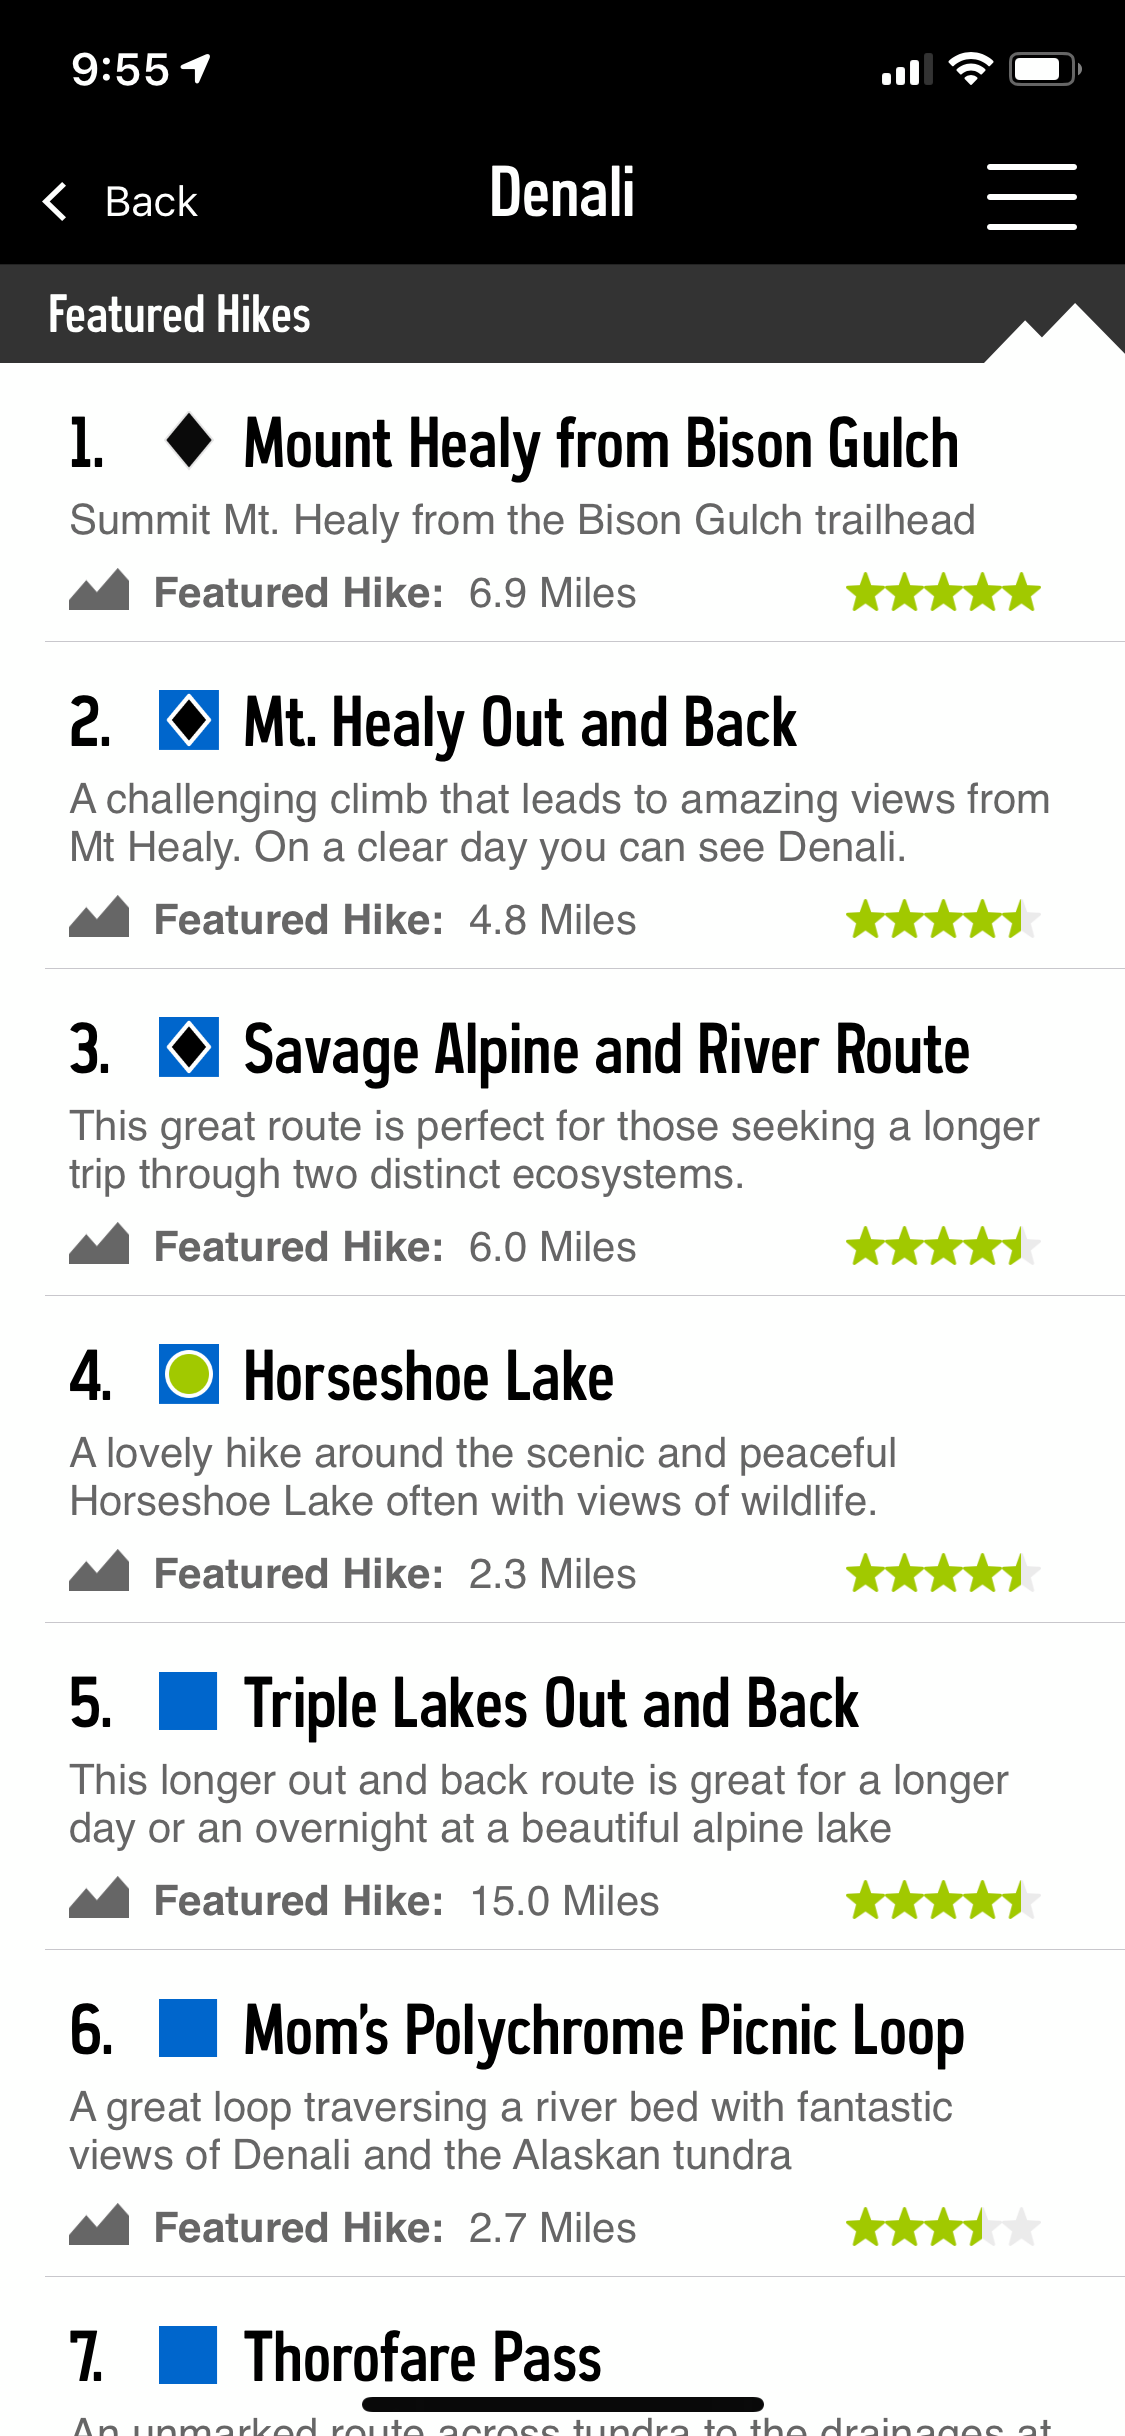 9:55
Back
Denali
Featured Hikes
1. Mount Healy from Bison Gulch
Summit Mt. Healy from the Bison Gulch trailhead
Featured Hike: 6.9 Miles
2. Mt. Healy Out and Back
A challenging climb that leads to amazing views from
Mt Healy. On a clear day you can see Denali.
Featured Hike: 4.8 Miles
3. Savage Alpine and River Route
This great route is perfect for those seeking a longer
trip through two distinct ecosystems.
Featured Hike: 6.0 Miles
4. Horseshoe Lake
A lovely hike around the scenic and peaceful
Horseshoe Lake often with views of wildlife.
Featured Hike: 2.3 Miles
5. Triple Lakes Out and Back
This longer out and back route is great for a longer
day or an overnight at a beautiful alpine lake
Featured Hike: 15.0 Miles
6. Mom's Polychrome Picnic Loop
A great loop traversing a river bed with fantastic
views of Denali and the Alaskan tundra
Featured Hike: 2.7 Miles
7. Thorofare Pass
An unmarked route across tundra to the drainages at